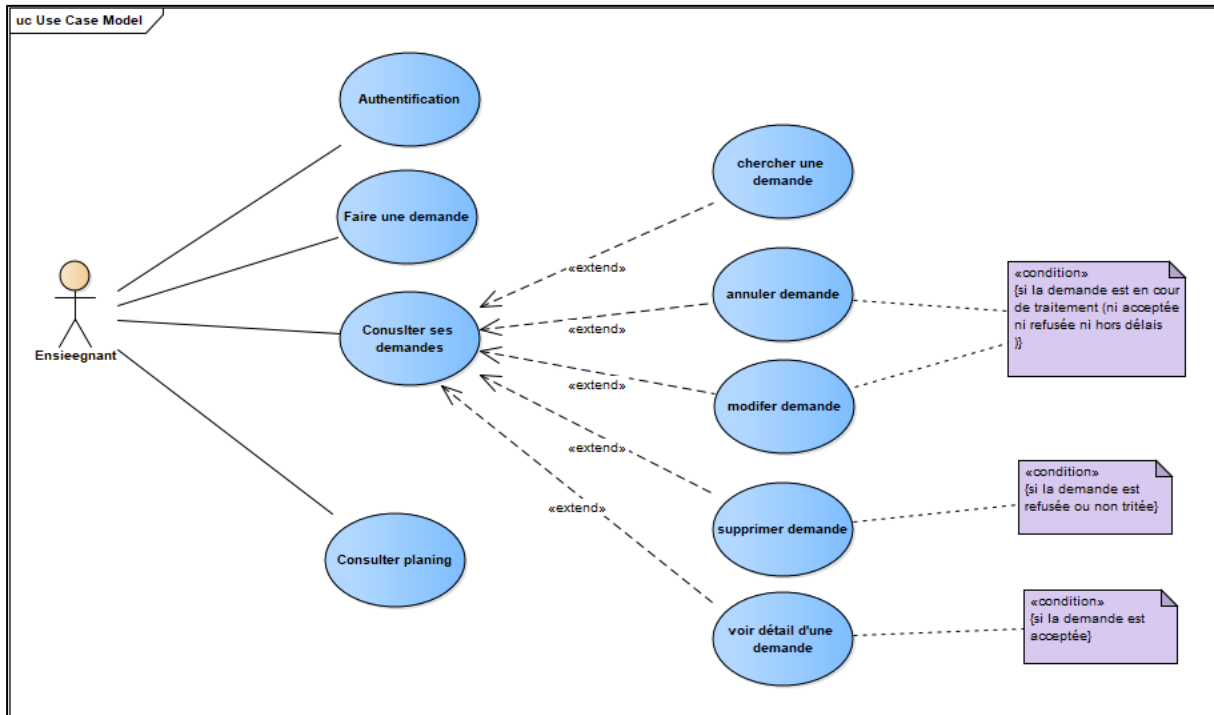 uc Use Case Model
Authentification
Faire une demande
Ensieegnant
Conuslter ses
demandes
Consulter planing
«extend»
«extend»
«extend»
«extend»
«extend»
chercher une
demande
annuler demande
modifer demande
supprimer demande
voir détail d'une
demande
«condition»
{si la demande est en cour
de traitement (ni acceptée
ni refusée ni hors délais
)}
«condition»
{si la demande est
refusée ou non tritée}
«condition»
{si la demande est
acceptée}